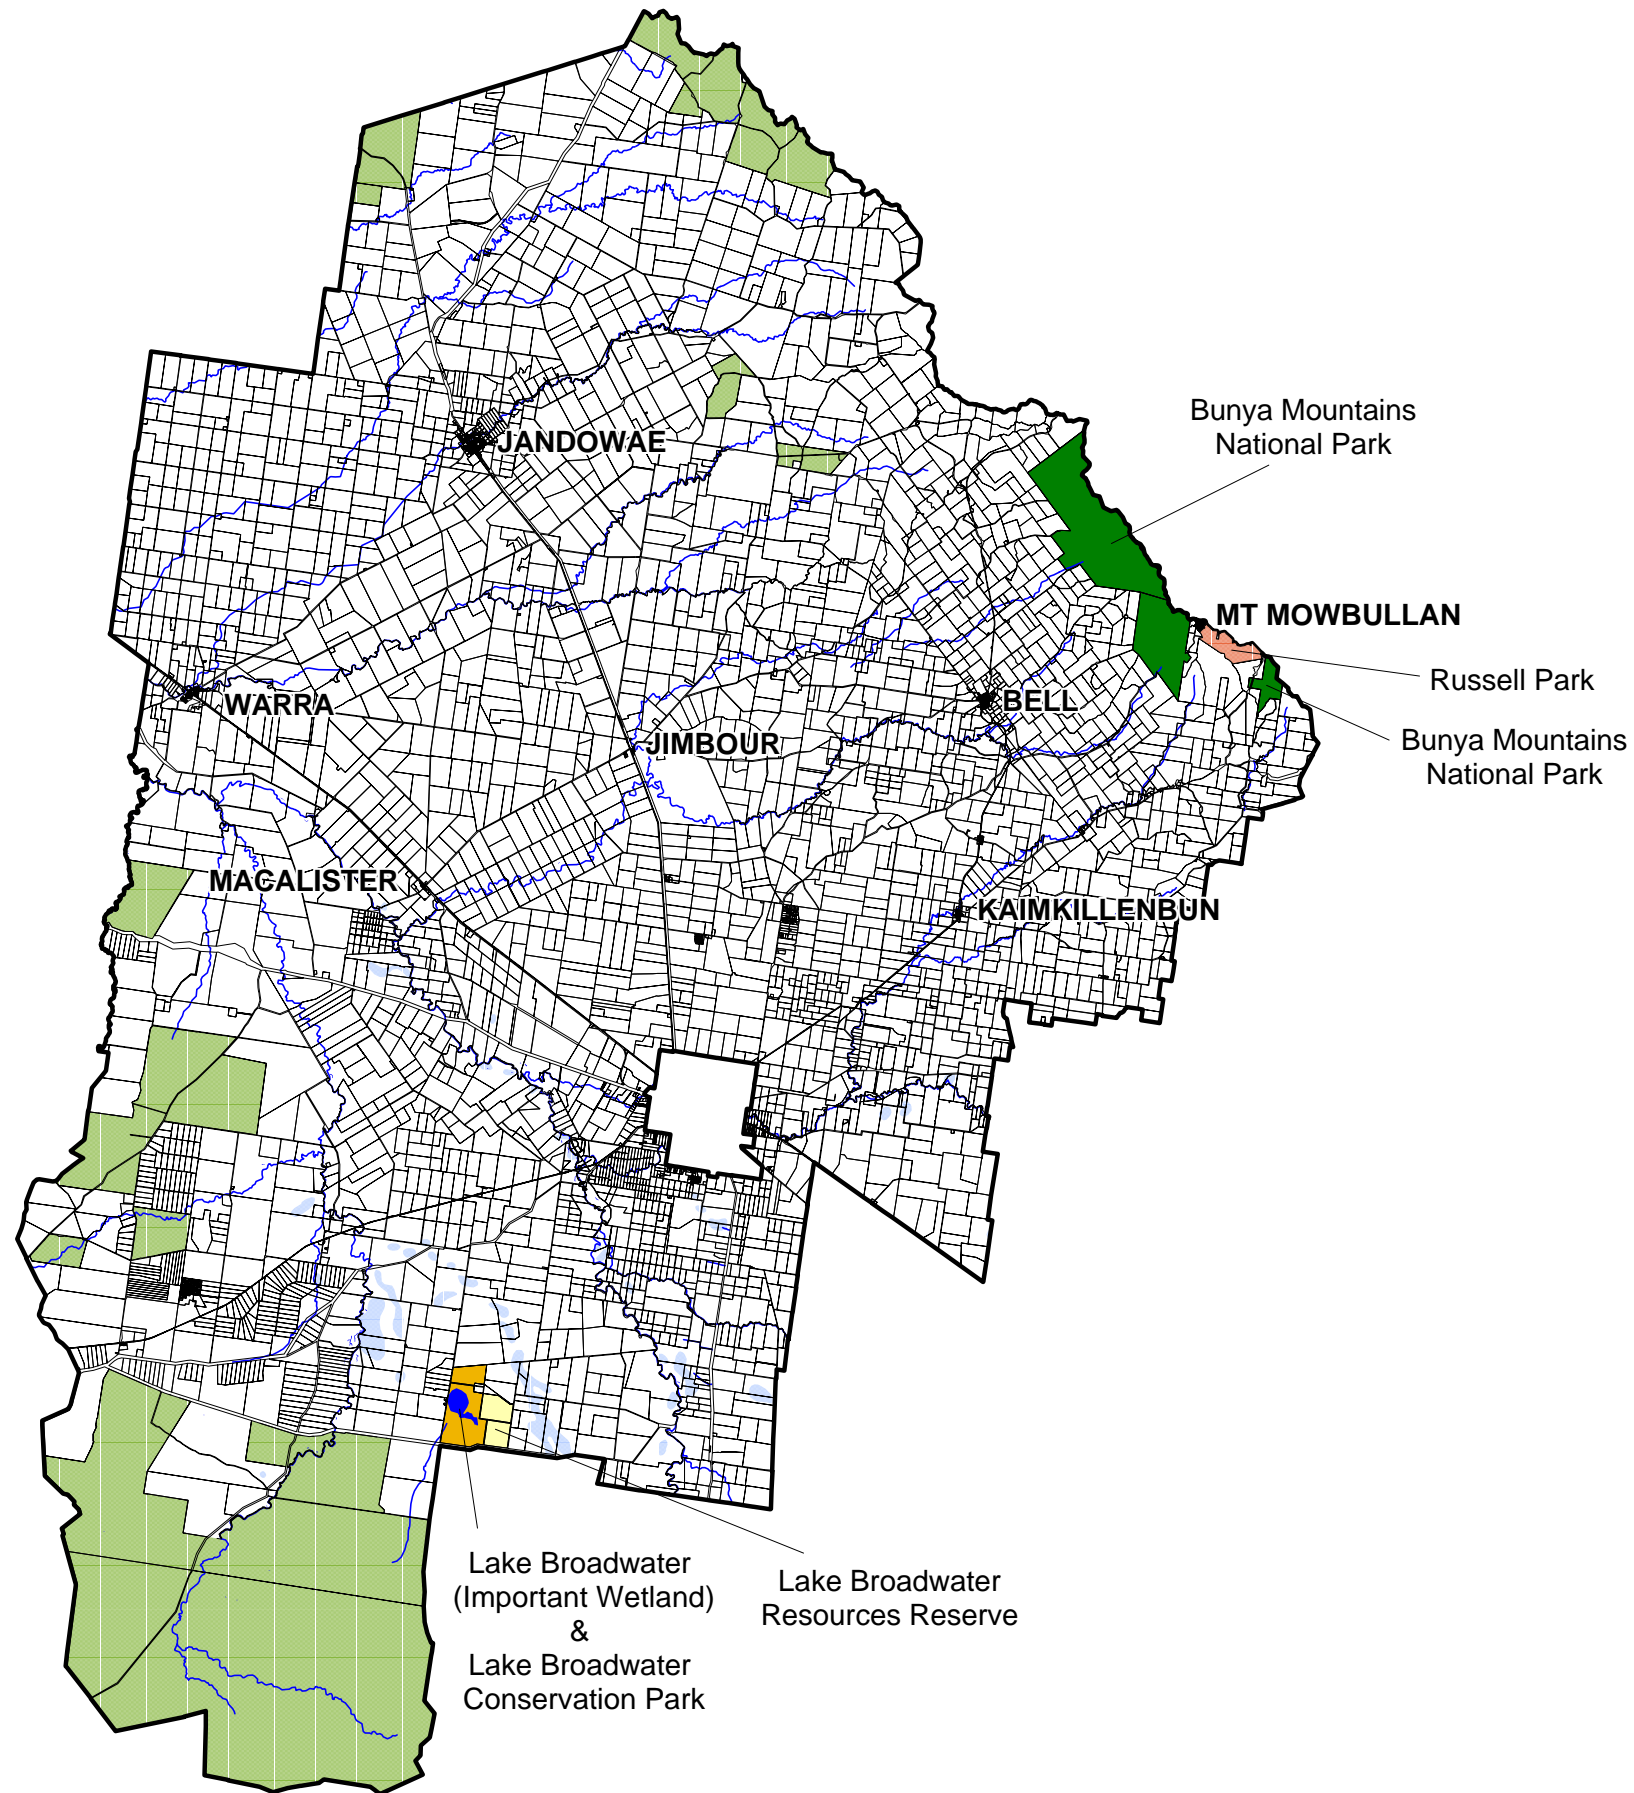 Bunya Mountains
National Park
JANDOWAE
MT MOWBULLAN
Russell Park
WARRA
BELL
JIMBOUR
Bunya Mountains
National Park
MACALISTER
KAIMKILLENBUN
Lake Broadwater
(Important Wetland)
&
Lake Broadwater
Conservation Park
Lake Broadwater
Resources Reserve